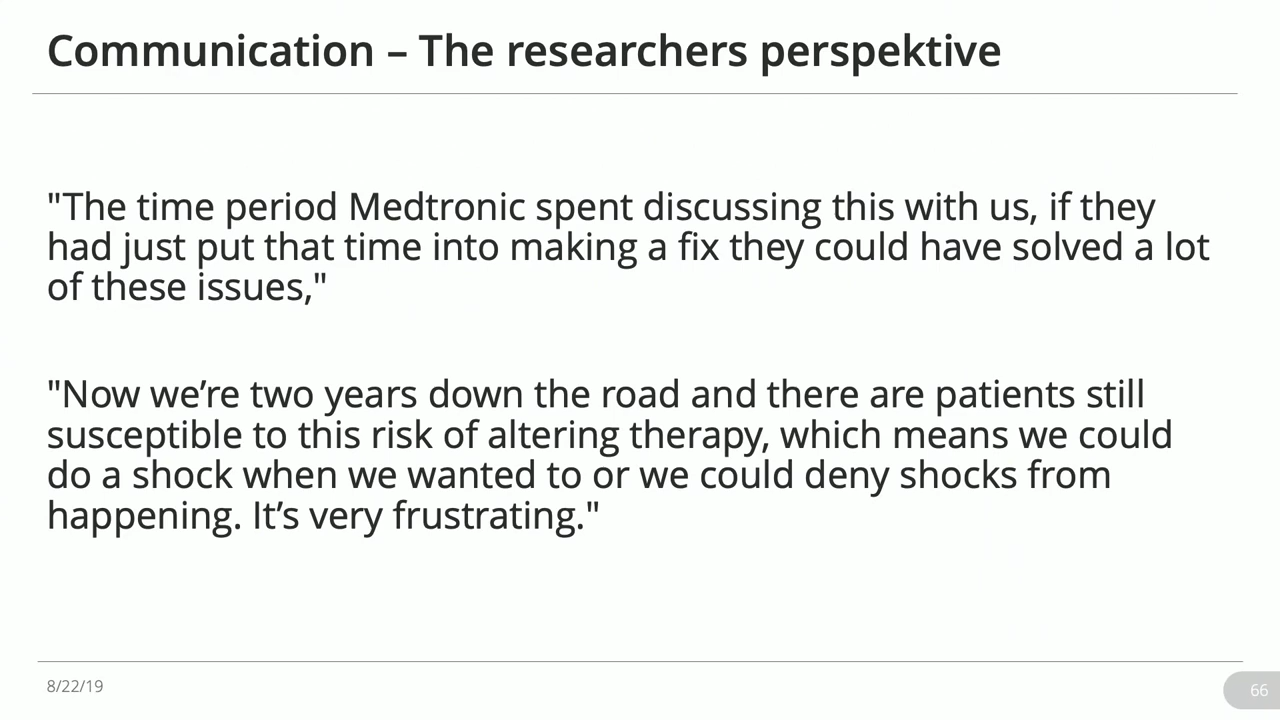 Communication – The researchers perspektive
"The time period Medtronic spent discussing this with us, if they
had just put that time into making a fix they could have solved a lot
of these issues,"
"Now we’re two years down the road and there are patients still
susceptible to this risk of altering therapy, which means we could
do a shock when we wanted to or we could deny shocks from
happening. It’s very frustrating."
8/22/19
66